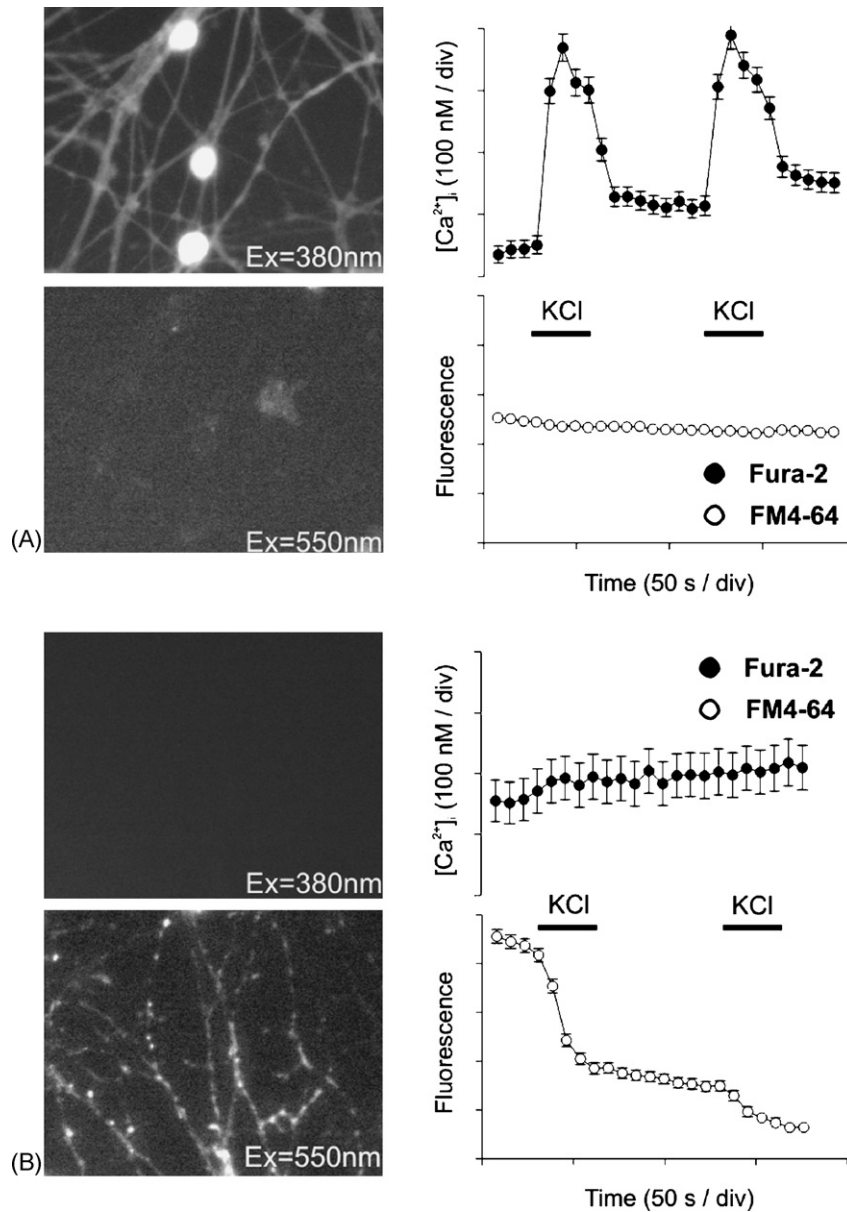 Ex=380nm
[Ca²⁺]ᵢ (100 nM / div)
Ex=550nm
KCl KCl
Fluorescence
Fura-2
FM4-64
(A)
Time (50 s / div)
Ex=380nm
Fura-2
FM4-64
[Ca²⁺]ᵢ (100 nM / div)
Ex=550nm
KCl KCl
Fluorescence
(B)
Time (50 s / div)